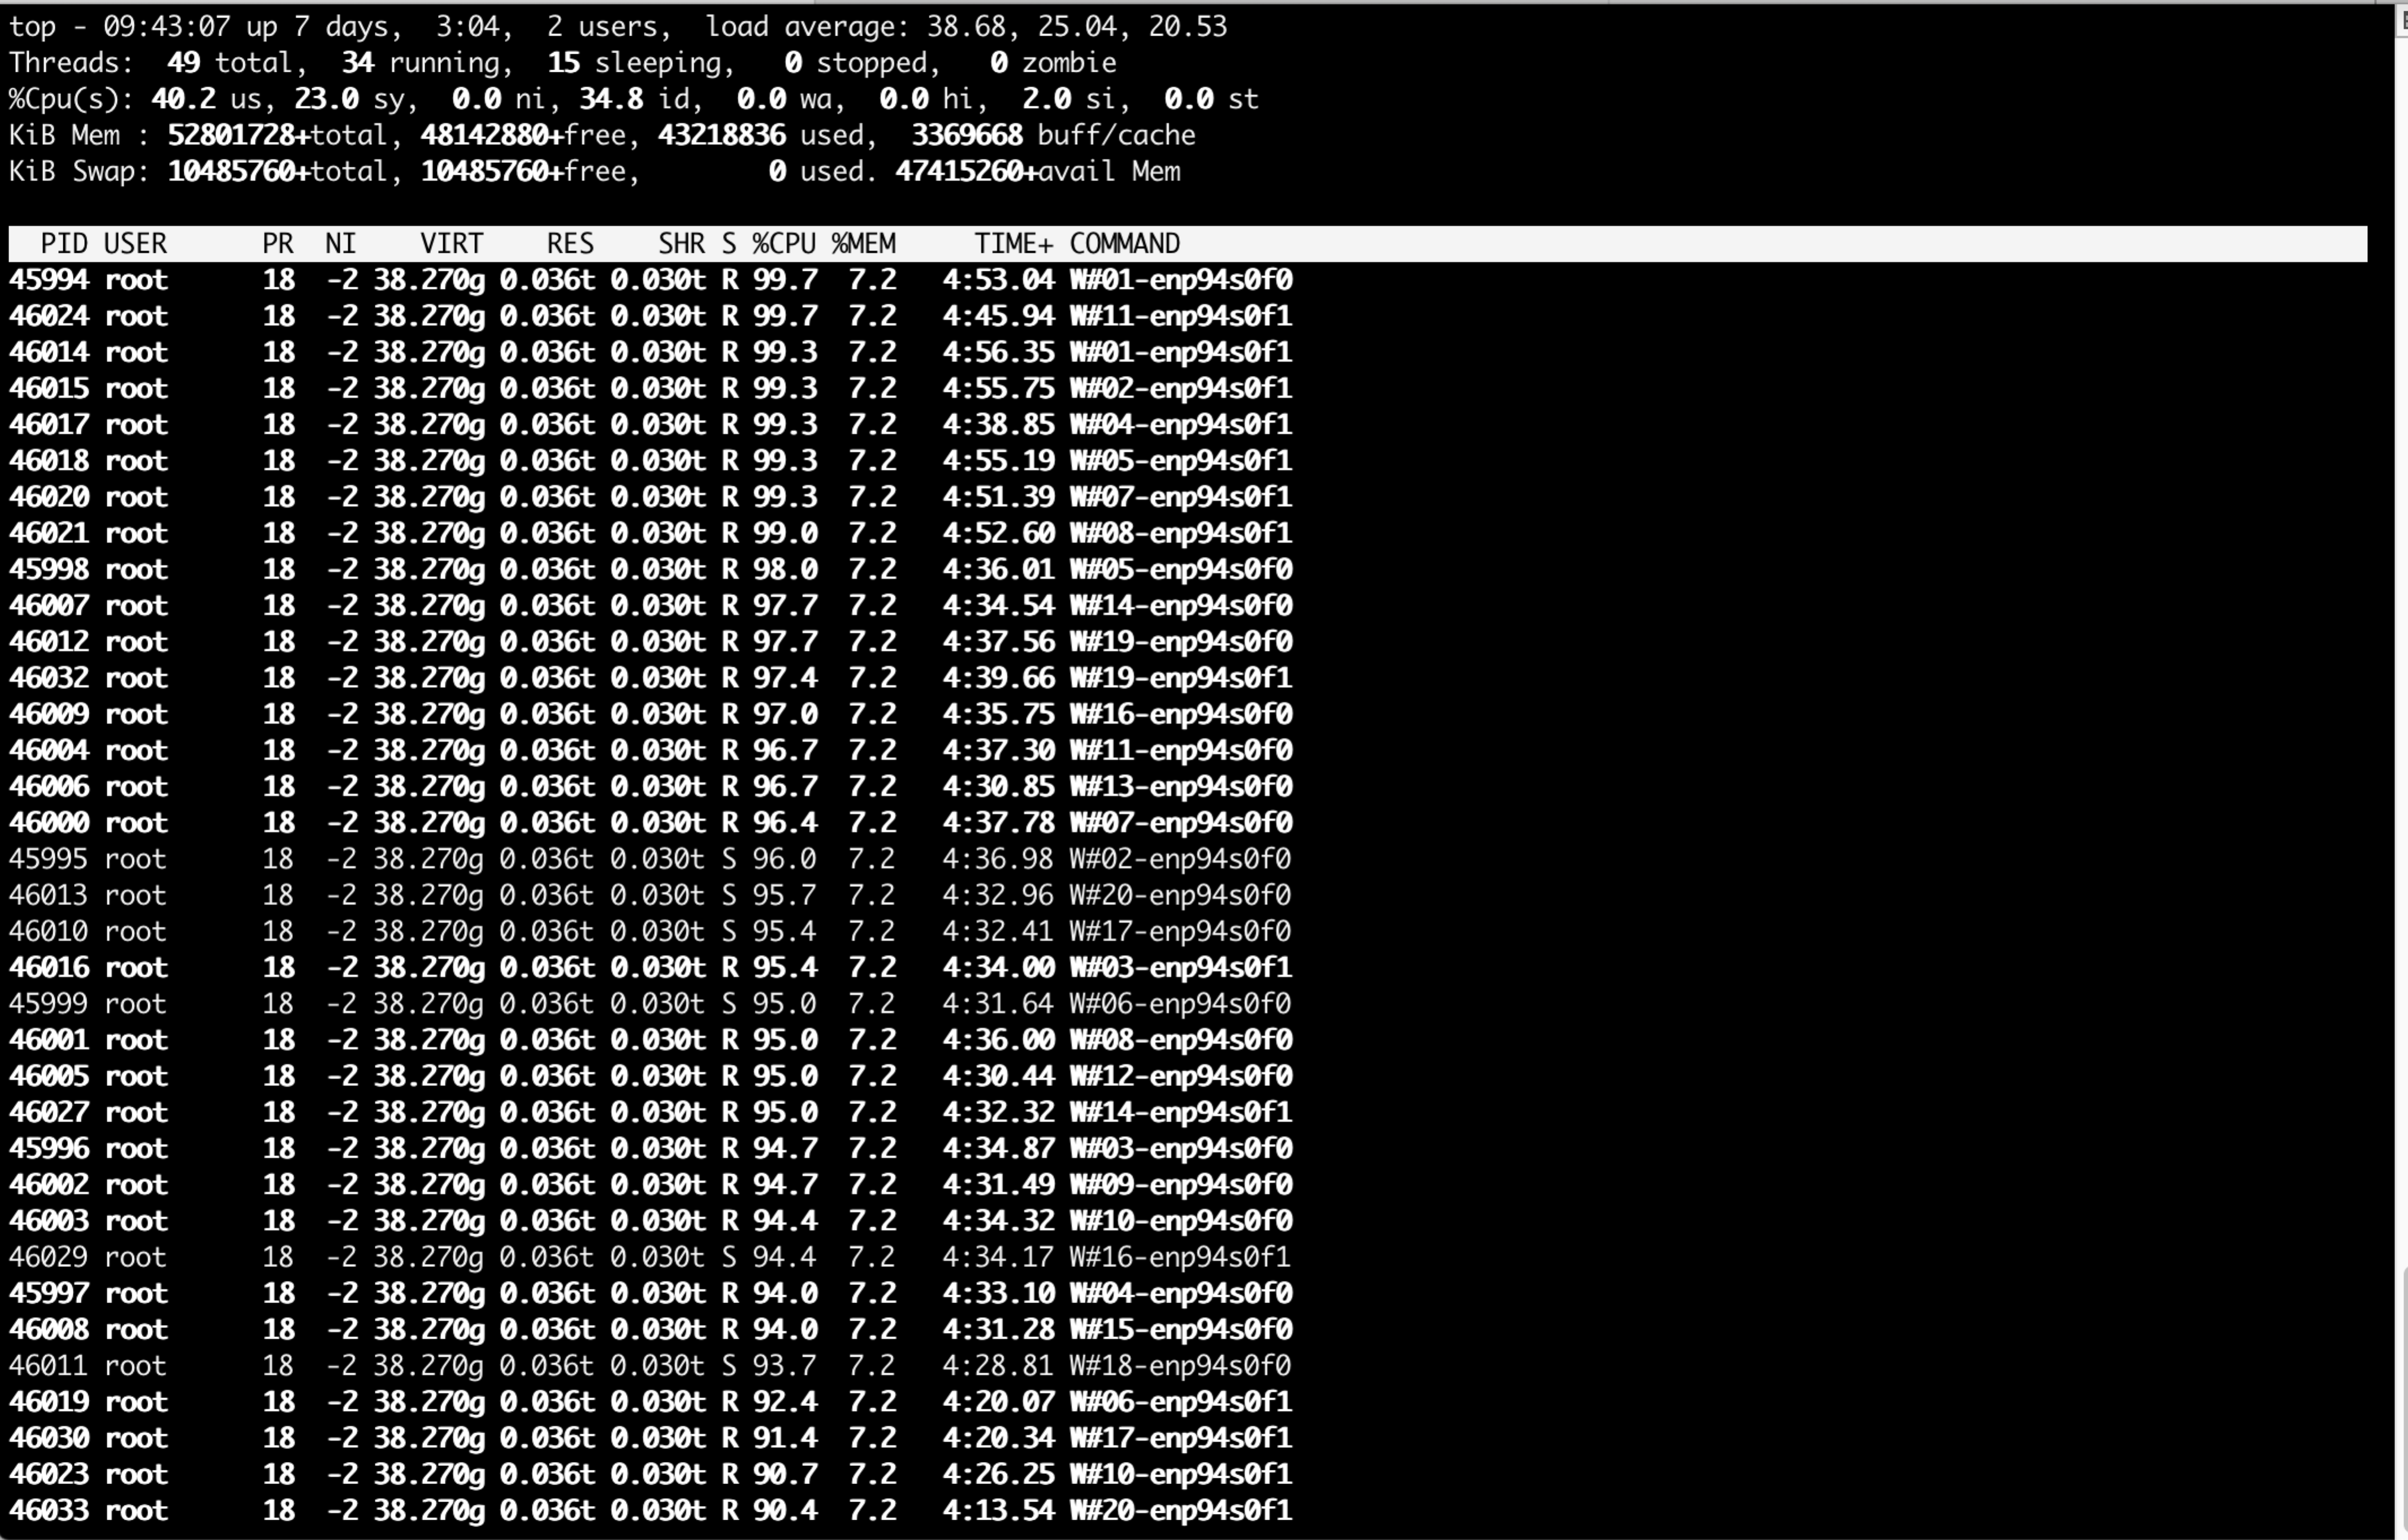 top - 09:43:07 up 7 days,  3:04,  2 users,  load average: 38.68, 25.04, 20.53
Threads:  49 total,  34 running,  15 sleeping,   0 stopped,   0 zombie
%Cpu(s): 40.2 us, 23.0 sy,  0.0 ni, 34.8 id,  0.0 wa,  0.0 hi,  2.0 si,  0.0 st
KiB Mem : 52801728+total, 48142880+free, 43218836 used,  3369668 buff/cache
KiB Swap: 10485760+total, 10485760+free,        0 used. 47415260+avail Mem
PID USER      PR  NI    VIRT    RES    SHR S %CPU %MEM     TIME+ COMMAND
45994 root      18  -2 38.270g 0.036t 0.030t R 99.7  7.2   4:53.04 W#01-enp94s0f0
46024 root      18  -2 38.270g 0.036t 0.030t R 99.7  7.2   4:45.94 W#11-enp94s0f1
46014 root      18  -2 38.270g 0.036t 0.030t R 99.3  7.2   4:56.35 W#01-enp94s0f1
46015 root      18  -2 38.270g 0.036t 0.030t R 99.3  7.2   4:55.75 W#02-enp94s0f1
46017 root      18  -2 38.270g 0.036t 0.030t R 99.3  7.2   4:38.85 W#04-enp94s0f1
46018 root      18  -2 38.270g 0.036t 0.030t R 99.3  7.2   4:55.19 W#05-enp94s0f1
46020 root      18  -2 38.270g 0.036t 0.030t R 99.3  7.2   4:51.39 W#07-enp94s0f1
46021 root      18  -2 38.270g 0.036t 0.030t R 99.0  7.2   4:52.60 W#08-enp94s0f1
45998 root      18  -2 38.270g 0.036t 0.030t R 98.0  7.2   4:36.01 W#05-enp94s0f0
46007 root      18  -2 38.270g 0.036t 0.030t R 97.7  7.2   4:34.54 W#14-enp94s0f0
46012 root      18  -2 38.270g 0.036t 0.030t R 97.7  7.2   4:37.56 W#19-enp94s0f0
46032 root      18  -2 38.270g 0.036t 0.030t R 97.4  7.2   4:39.66 W#19-enp94s0f1
46009 root      18  -2 38.270g 0.036t 0.030t R 97.0  7.2   4:35.75 W#16-enp94s0f0
46004 root      18  -2 38.270g 0.036t 0.030t R 96.7  7.2   4:37.30 W#11-enp94s0f0
46006 root      18  -2 38.270g 0.036t 0.030t R 96.7  7.2   4:30.85 W#13-enp94s0f0
46000 root      18  -2 38.270g 0.036t 0.030t R 96.4  7.2   4:37.78 W#07-enp94s0f0
45995 root      18  -2 38.270g 0.036t 0.030t S 96.0  7.2   4:36.98 W#02-enp94s0f0
46013 root      18  -2 38.270g 0.036t 0.030t S 95.7  7.2   4:32.96 W#20-enp94s0f0
46010 root      18  -2 38.270g 0.036t 0.030t S 95.4  7.2   4:32.41 W#17-enp94s0f0
46016 root      18  -2 38.270g 0.036t 0.030t R 95.4  7.2   4:34.00 W#03-enp94s0f1
45999 root      18  -2 38.270g 0.036t 0.030t S 95.0  7.2   4:31.64 W#06-enp94s0f0
46001 root      18  -2 38.270g 0.036t 0.030t R 95.0  7.2   4:36.00 W#08-enp94s0f0
46005 root      18  -2 38.270g 0.036t 0.030t R 95.0  7.2   4:30.44 W#12-enp94s0f0
46027 root      18  -2 38.270g 0.036t 0.030t R 95.0  7.2   4:32.32 W#14-enp94s0f1
45996 root      18  -2 38.270g 0.036t 0.030t R 94.7  7.2   4:34.87 W#03-enp94s0f0
46002 root      18  -2 38.270g 0.036t 0.030t R 94.7  7.2   4:31.49 W#09-enp94s0f0
46003 root      18  -2 38.270g 0.036t 0.030t R 94.4  7.2   4:34.32 W#10-enp94s0f0
46029 root      18  -2 38.270g 0.036t 0.030t S 94.4  7.2   4:34.17 W#16-enp94s0f1
45997 root      18  -2 38.270g 0.036t 0.030t R 94.0  7.2   4:33.10 W#04-enp94s0f0
46008 root      18  -2 38.270g 0.036t 0.030t R 94.0  7.2   4:31.28 W#15-enp94s0f0
46011 root      18  -2 38.270g 0.036t 0.030t S 93.7  7.2   4:28.81 W#18-enp94s0f0
46019 root      18  -2 38.270g 0.036t 0.030t R 92.4  7.2   4:20.07 W#06-enp94s0f1
46030 root      18  -2 38.270g 0.036t 0.030t R 91.4  7.2   4:20.34 W#17-enp94s0f1
46023 root      18  -2 38.270g 0.036t 0.030t R 90.7  7.2   4:26.25 W#10-enp94s0f1
46033 root      18  -2 38.270g 0.036t 0.030t R 90.4  7.2   4:13.54 W#20-enp94s0f1